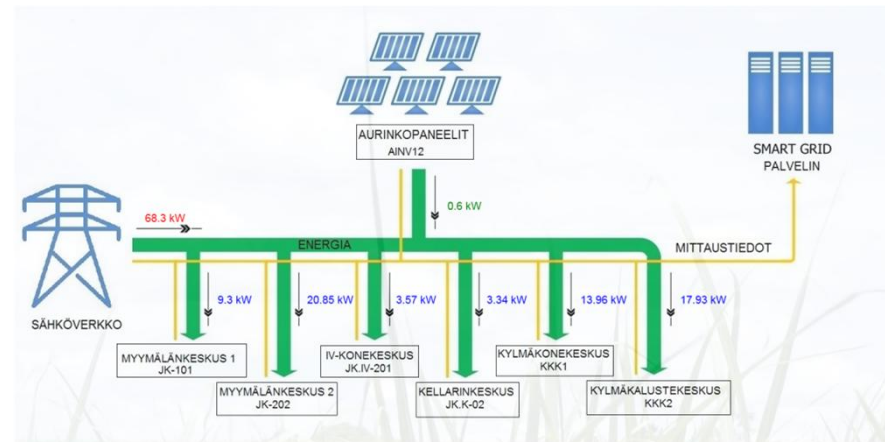 AURINKOPANEELIT
AINV12
SMART GRID
PALVELIN
68.3 kW
0.6 kW
ENERGIA
MITTAUSTIEDOT
SÄHKÖVERKKO
9.3 kW
20.85 kW
3.57 kW
3.34 kW
13.96 kW
17.93 kW
MYYMÄLÄNKESKUS 1
JK-101
MYYMÄLÄNKESKUS 2
JK-202
IV-KONEKESKUS
JK.IV-201
KELLARINKESKUS
JK.K-02
KYLMÄKONEKESKUS
KKK1
KYLMÄKALUSTEKESKUS
KKK2